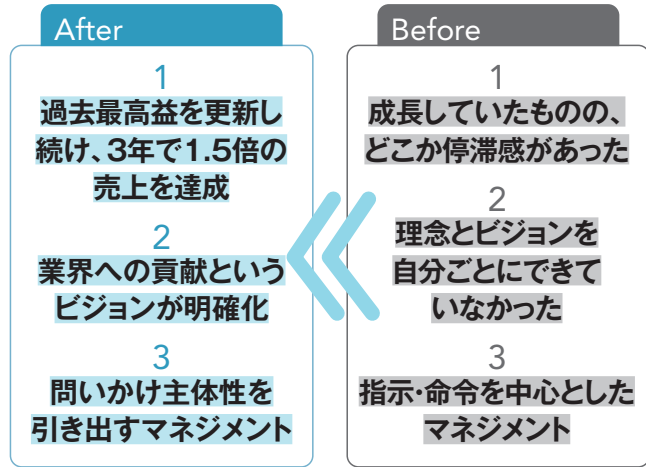 After
1
過去最高益を更新し
続け、3年で1.5倍の
売上を達成
2
業界への貢献という
ビジョンが明確化
3
問いかけ主体性を
引き出すマネジメント
Before
1
成長していたものの、
どこか停滞感があった
2
理念とビジョンを
自分ごとにできて
いなかった
3
指示・命令を中心とした
マネジメント